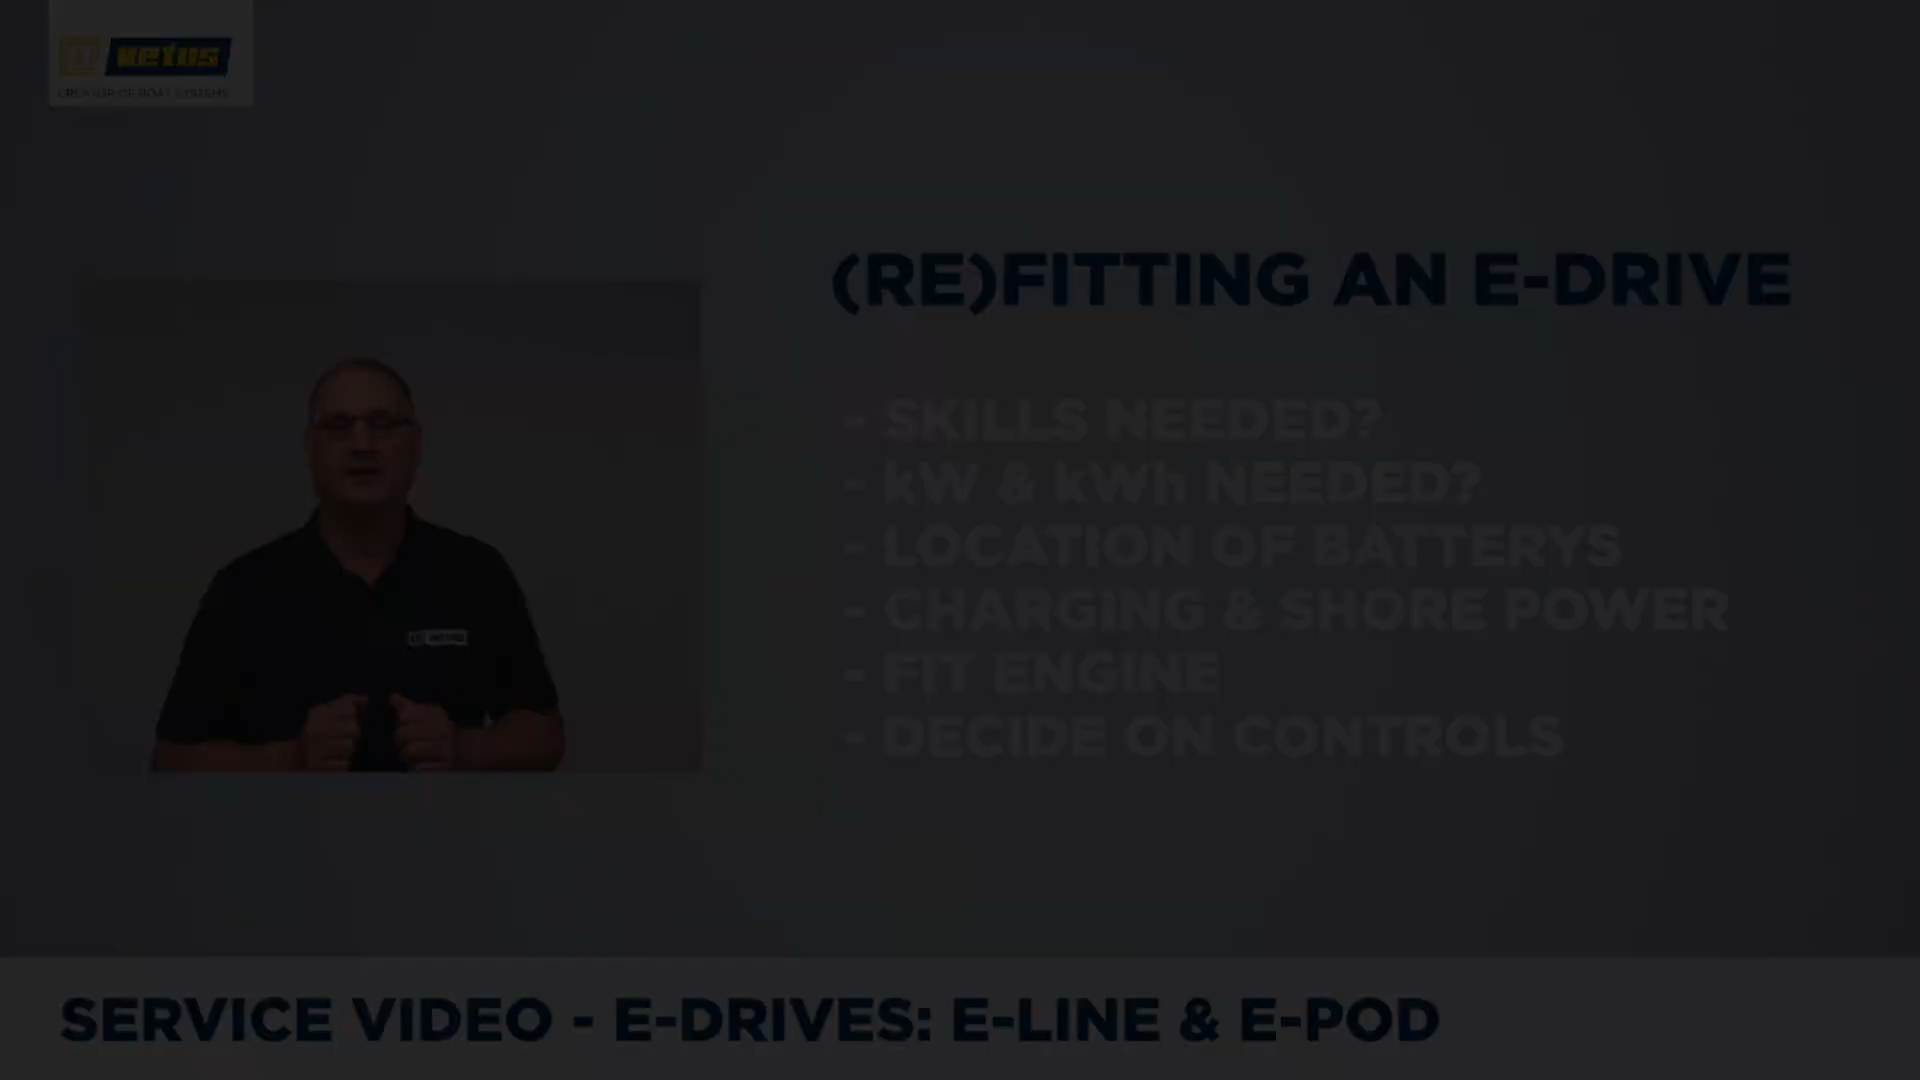 vetus
CREATOR OF BOAT SYSTEMS
(RE)FITTING AN E-DRIVE
- SKILLS NEEDED?
- kW & kWh NEEDED?
- LOCATION OF BATTERYS
- CHARGING & SHORE POWER
- FIT ENGINE
- DECIDE ON CONTROLS
SERVICE VIDEO - E-DRIVES: E-LINE & E-POD